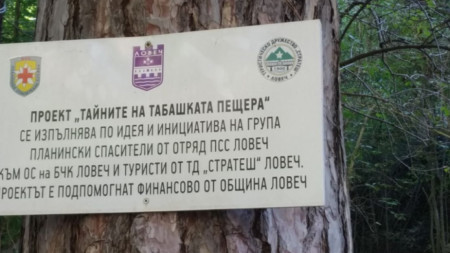 ЛОВЕЧ
ПРОЕКТ „ТАЙНИТЕ НА ТАБАШКАТА ПЕЩЕРА“
СЕ ИЗПЪЛНЯВА ПО ИДЕЯ И ИНИЦИАТИВА НА ГРУПА
ПЛАНИНСКИ СПАСИТЕЛИ ОТ ОТРЯД ПСС ЛОВЕЧ
КЪМ ОС НА БЧК ЛОВЕЧ И ТУРИСТИ ОТ ТД „СТРАТЕШ“ ЛОВЕЧ.
ПРОЕКТЪТ Е ПОДПОМОГНАТ ФИНАНСОВО ОТ ОБЩИНА ЛОВЕЧ